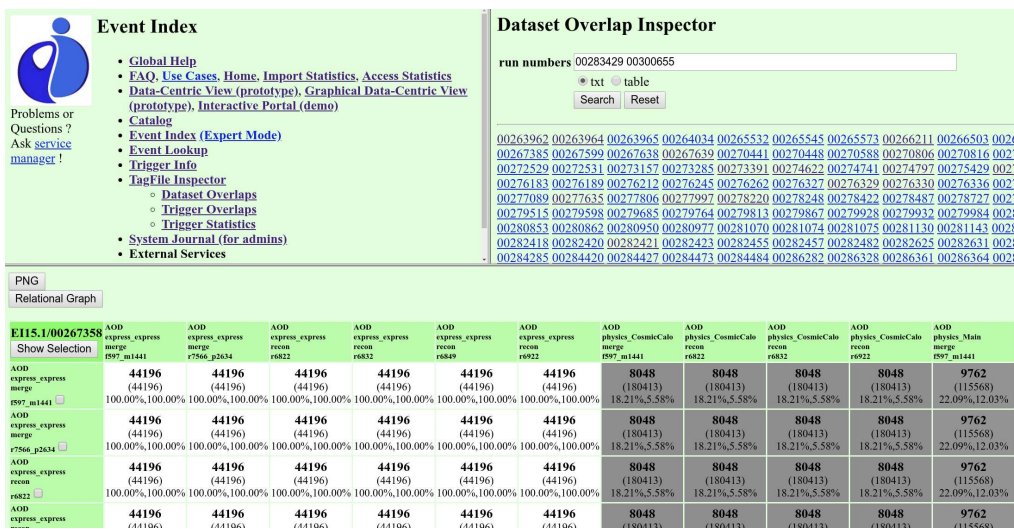 Event Index
Problems or
Questions ?
Ask service
manager !
• Global Help
• FAQ, Use Cases, Home, Import Statistics, Access Statistics
• Data-Centric View (prototype), Graphical Data-Centric View
(prototype), Interactive Portal (demo)
• Catalog
• Event Index (Expert Mode)
• Event Lookup
• Trigger Info
• TagFile Inspector
Dataset Overlaps
Trigger Overlaps
Trigger Statistics
• System Journal (for admins)
• External Services
Dataset Overlap Inspector
run numbers 00283429 00300655
txt table
Search Reset
00263962 00263964 00263965 00264034 00265532 00265545 00265573 00266211 00266503 0026
00267385 00267599 00267638 00267639 00270441 00270448 00270588 00270806 00270816 0027
00272529 00272531 00273157 00273285 00273391 00274622 00274741 00274797 00275429 0027
00276183 00276189 00276212 00276245 00276262 00276327 00276329 00276330 00276336 0027
00277089 00277635 00277806 00277997 00278220 00278248 00278422 00278487 00278727 0027
00279515 00279598 00279685 00279764 00279813 00279867 00279928 00279932 00279984 0028
00280853 00280862 00280950 00280977 00281070 00281074 00281075 00281130 00281143 0028
00282418 00282420 00282421 00282423 00282455 00282457 00282482 00282625 00282631 0028
00284285 00284420 00284427 00284473 00284484 00286282 00286328 00286361 00286364 0028
PNG
Relational Graph
EI15.1/00267358
Show Selection
AOD AOD AOD AOD AOD AOD AOD AOD AOD AOD AOD
express_express express_express express_express express_express express_express express_express physics_CosmicCalo physics_CosmicCalo physics_CosmicCalo physics_CosmicCalo physics_Main
merge merge recon recon recon recon merge recon recon recon merge
f597_m1441 r7566_p2634 r6822 r6832 r6849 r6922 f597_m1441 r6822 r6832 r6922 f597_m1441
AOD
express_express
merge
f597_m1441
44196 44196 44196 44196 44196 44196 8048 8048 8048 8048 9762
(44196) (44196) (44196) (44196) (44196) (44196) (180413) (180413) (180413) (180413) (115568)
100.00%,100.00% 100.00%,100.00% 100.00%,100.00% 100.00%,100.00% 100.00%,100.00% 100.00%,100.00% 18.21%,5.58% 18.21%,5.58% 18.21%,5.58% 18.21%,5.58% 22.09%,12.03%
AOD
express_express
merge
r7566_p2634
44196 44196 44196 44196 44196 44196 8048 8048 8048 8048 9762
(44196) (44196) (44196) (44196) (44196) (44196) (180413) (180413) (180413) (180413) (115568)
100.00%,100.00% 100.00%,100.00% 100.00%,100.00% 100.00%,100.00% 100.00%,100.00% 100.00%,100.00% 18.21%,5.58% 18.21%,5.58% 18.21%,5.58% 18.21%,5.58% 22.09%,12.03%
AOD
express_express
recon
r6822
44196 44196 44196 44196 44196 44196 8048 8048 8048 8048 9762
(44196) (44196) (44196) (44196) (44196) (44196) (180413) (180413) (180413) (180413) (115568)
100.00%,100.00% 100.00%,100.00% 100.00%,100.00% 100.00%,100.00% 100.00%,100.00% 100.00%,100.00% 18.21%,5.58% 18.21%,5.58% 18.21%,5.58% 18.21%,5.58% 22.09%,12.03%
AOD
express_express
44196 44196 44196 44196 44196 44196 8048 8048 8048 8048 9762
(44196) (44196) (44196) (44196) (44196) (44196) (180413) (180413) (180413) (180413) (115568)